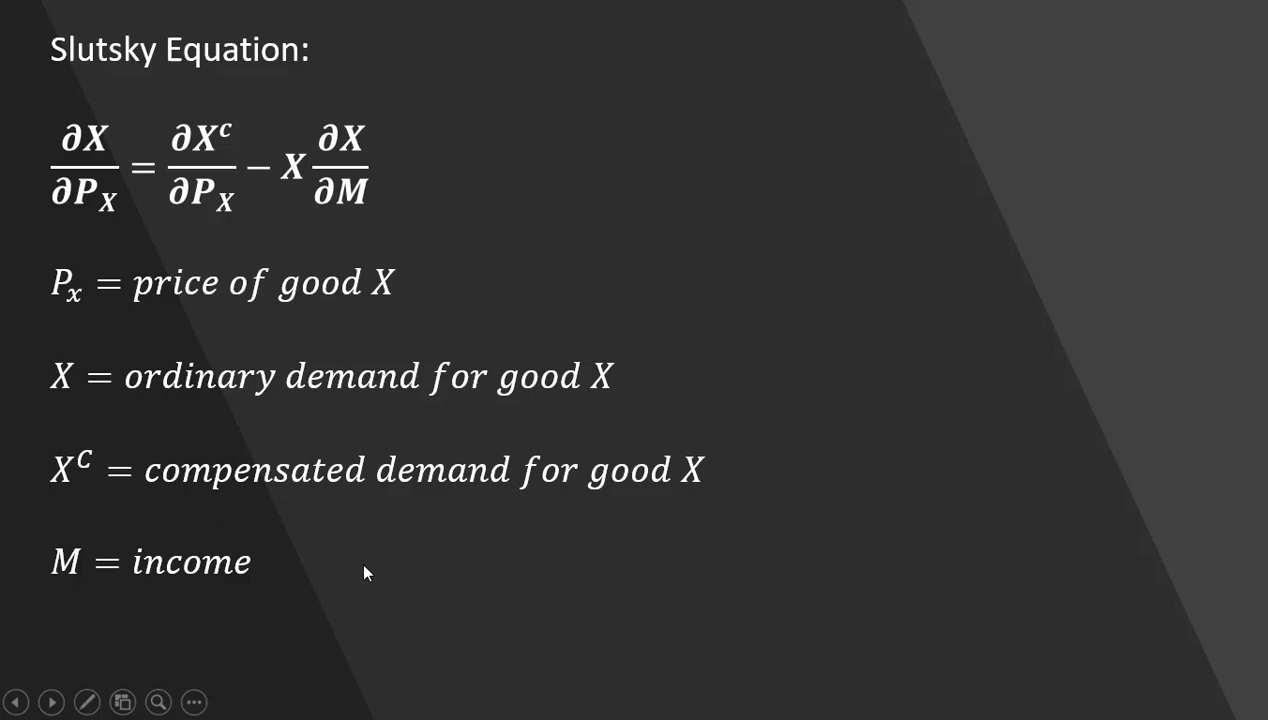 Slutsky Equation:
∂X/∂P_X = ∂X^c/∂P_X − X ∂X/∂M
P_x = price of good X
X = ordinary demand for good X
X^C = compensated demand for good X
M = income